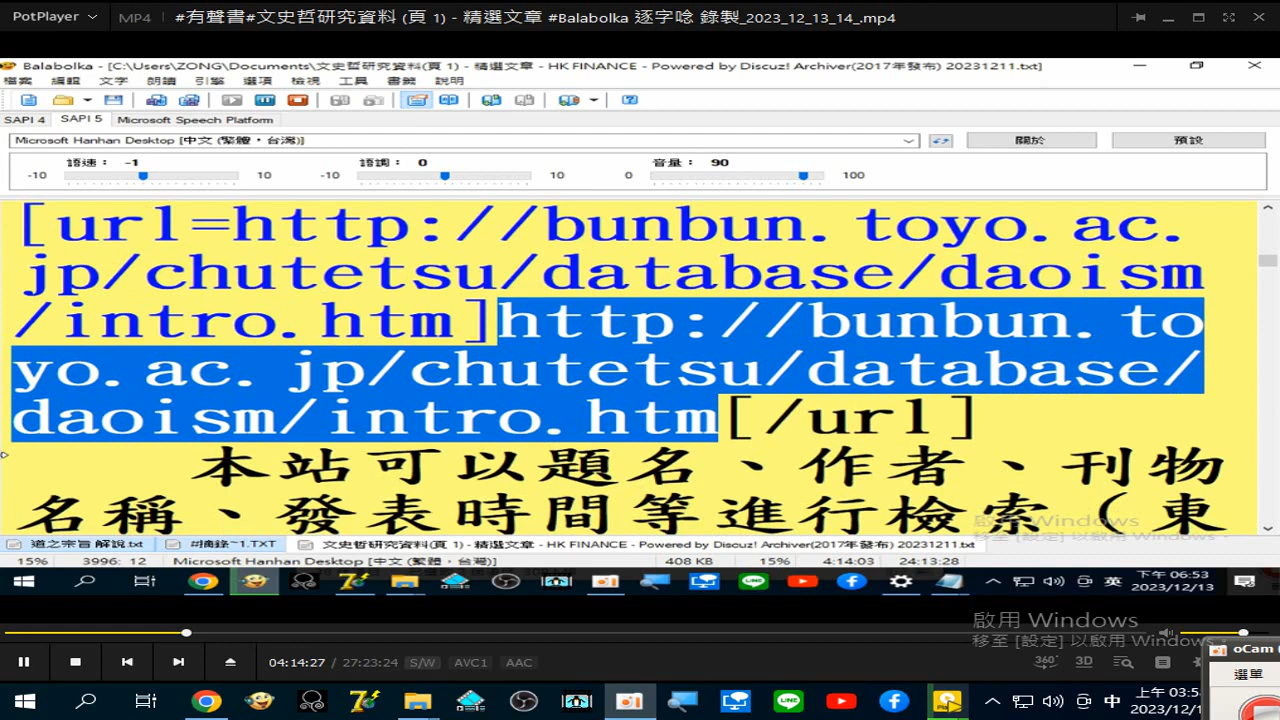 PotPlayer
MP4
#有聲書#文史哲研究資料 (頁 1) - 精選文章 #Balabolka 逐字唸 錄製_2023_12_13_14_.mp4
Balabolka - [C:\Users\ZONG\Documents\文史哲研究資料(頁 1) - 精選文章 - HK FINANCE - Powered by Discuz! Archiver(2017年發布) 20231211.txt]
檔案 編輯 文字 朗讀 引擎 選項 檢視 工具 書籤 說明
SAPI 4 SAPI 5 Microsoft Speech Platform
Microsoft Hanhan Desktop [中文 (繁體，台灣)]
關於
預設
語速： -1 語調： 0 音量： 90
-10 10 -10 10 0 100
[url=http://bunbun.toyo.ac.
jp/chutetsu/database/daoism
/intro.htm]http://bunbun.to
yo.ac.jp/chutetsu/database/
daoism/intro.htm[/url]
本站可以題名、作者、刊物
名稱、發表時間等進行檢索（東
啟用 Windows
移至 [設定] 以啟用 Windows。
道之宗旨 解說.txt #摘錄~1.TXT 文史哲研究資料(頁 1) - 精選文章 - HK FINANCE - Powered by Discuz! Archiver(2017年發布) 20231211.txt
15% 3996: 12 Microsoft Hanhan Desktop [中文 (繁體，台灣)] 408 KB 15% 4:14:03 24:13:28
英
下午 06:53
2023/12/13
啟用 Windows
移至 [設定] 以啟用 Windows。
04:14:27 / 27:23:24 S/W AVC1 AAC
360°
3D
oCam
選單
中
上午 03:5
2023/12/1